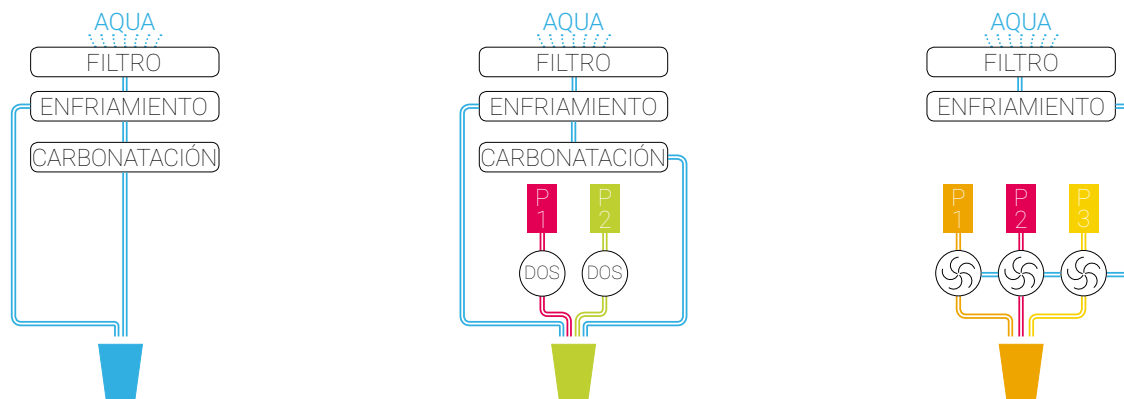 AQUA
FILTRO
ENFRIAMIENTO
CARBONATACIÓN
AQUA
FILTRO
ENFRIAMIENTO
CARBONATACIÓN
P
1
P
2
DOS
DOS
AQUA
FILTRO
ENFRIAMIENTO
P
1
P
2
P
3